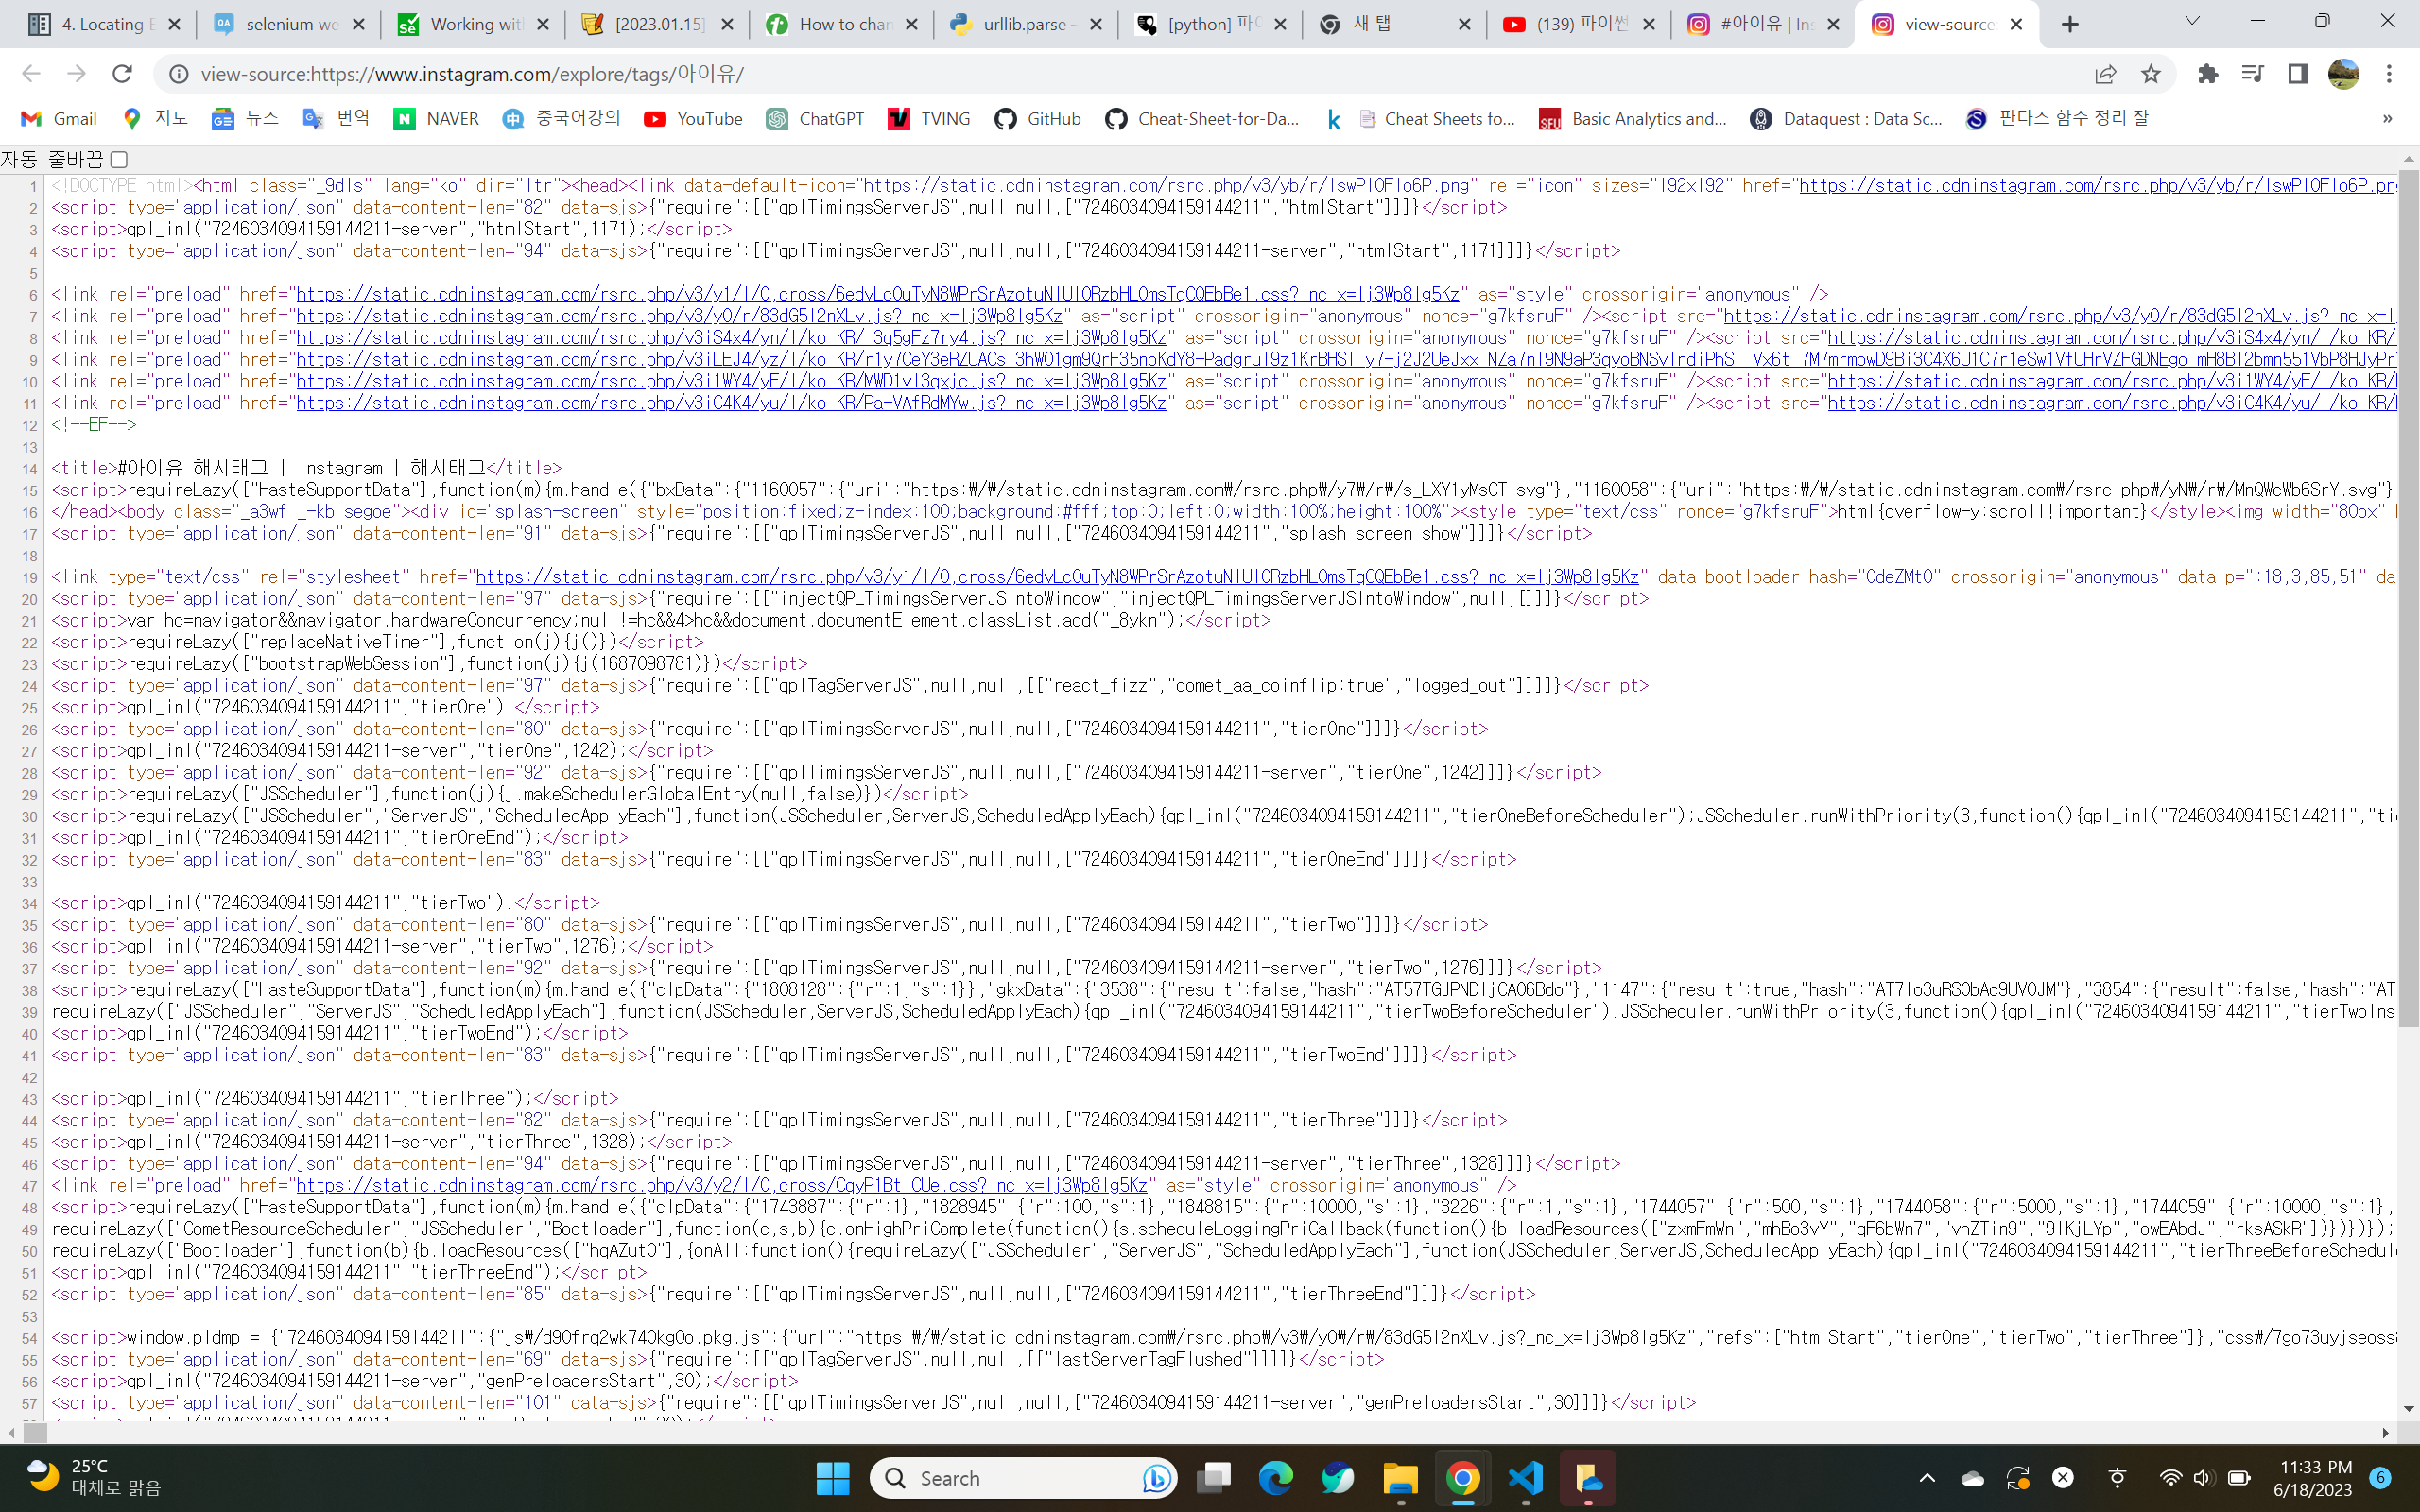 4. Locating E
selenium we
Working wit
[2023.01.15]
How to chan
urllib.parse –
[python] 파이
새 탭
(139) 파이썬
#아이유 | Ins
view-source
view-source:https://www.instagram.com/explore/tags/아이유/
Gmail
지도
뉴스
번역
NAVER
중국어강의
YouTube
ChatGPT
TVING
GitHub
Cheat-Sheet-for-Da...
Cheat Sheets fo...
Basic Analytics and...
Dataquest : Data Sc...
판다스 함수 정리 잘
»
자동 줄바꿈
1 <!DOCTYPE html><html class="_9dls" lang="ko" dir="ltr"><head><link data-default-icon="https://static.cdninstagram.com/rsrc.php/v3/yb/r/lswP1OF1o6P.png" rel="icon" sizes="192x192" href="https://static.cdninstagram.com/rsrc.php/v3/yb/r/lswP1OF1o6P.pn
2 <script type="application/json" data-content-len="82" data-sjs>{"require":[["qplTimingsServerJS",null,null,["7246034094159144211","htmlStart"]]]}</script>
3 <script>qpl_inl("7246034094159144211-server","htmlStart",1171);</script>
4 <script type="application/json" data-content-len="94" data-sjs>{"require":[["qplTimingsServerJS",null,null,["7246034094159144211-server","htmlStart",1171]]]}</script>
5
6 <link rel="preload" href="https://static.cdninstagram.com/rsrc.php/v3/y1/l/0,cross/6edvLcOuTyN8WPrSrAzotuNlUlORzbHLOmsTqCQEbBe1.css?_nc_x=Ij3Wp8lg5Kz" as="style" crossorigin="anonymous" />
7 <link rel="preload" href="https://static.cdninstagram.com/rsrc.php/v3/y0/r/83dG5I2nXLv.js?_nc_x=Ij3Wp8lg5Kz" as="script" crossorigin="anonymous" nonce="g7kfsruF" /><script src="https://static.cdninstagram.com/rsrc.php/v3/y0/r/83dG5I2nXLv.js?_nc_x=I
8 <link rel="preload" href="https://static.cdninstagram.com/rsrc.php/v3iS4x4/yn/l/ko_KR/_3q5gFz7ry4.js?_nc_x=Ij3Wp8lg5Kz" as="script" crossorigin="anonymous" nonce="g7kfsruF" /><script src="https://static.cdninstagram.com/rsrc.php/v3iS4x4/yn/l/ko_KR/
9 <link rel="preload" href="https://static.cdninstagram.com/rsrc.php/v3iLEJ4/yz/l/ko_KR/
10 <link rel="preload" href="https://static.cdninstagram.com/rsrc.php/v3i1WY4/yF/l/ko_KR/MWD1vI3qxjc.js?_nc_x=Ij3Wp8lg5Kz" as="script" crossorigin="anonymous" nonce="g7kfsruF" /><script src="https://static.cdninstagram.com/rsrc.php/v3i1WY4/yF/l/ko_KR/
11 <link rel="preload" href="https://static.cdninstagram.com/rsrc.php/v3iC4K4/yu/l/ko_KR/Pa-VAfRdMYw.js?_nc_x=Ij3Wp8lg5Kz" as="script" crossorigin="anonymous" nonce="g7kfsruF" /><script src="https://static.cdninstagram.com/rsrc.php/v3iC4K4/yu/l/ko_KR/
12 <!--EF-->
13
14 <title>#아이유 해시태그 | Instagram | 해시태그</title>
15 <script>requireLazy(["HasteSupportData"],function(m){m.handle({"bxData":{"1160057":{"uri":"https:\/\/static.cdninstagram.com\/rsrc.php\/y7\/r\/s_LXY1yMsCT.svg"},"1160058":{"uri":"https:\/\/static.cdninstagram.com\/rsrc.php\/yN\/r\/MnQWcWb6SrY.svg"}
16 </head><body class="_a3wf _-kb segoe"><div id="splash-screen" style="position:fixed;z-index:100;background:#fff;top:0;left:0;width:100%;height:100%"><style type="text/css" nonce="g7kfsruF">html{overflow-y:scroll!important}</style><img width="80px"
17 <script type="application/json" data-content-len="91" data-sjs>{"require":[["qplTimingsServerJS",null,null,["7246034094159144211","splash_screen_show"]]]}</script>
18
19 <link type="text/css" rel="stylesheet" href="https://static.cdninstagram.com/rsrc.php/v3/y1/l/0,cross/6edvLcOuTyN8WPrSrAzotuNlUlORzbHLOmsTqCQEbBe1.css?_nc_x=Ij3Wp8lg5Kz" data-bootloader-hash="OdeZMtO" crossorigin="anonymous" data-p=":18,3,85,51" da
20 <script type="application/json" data-content-len="97" data-sjs>{"require":[["injectQPLTimingsServerJSIntoWindow","injectQPLTimingsServerJSIntoWindow",null,[]]]}</script>
21 <script>var hc=navigator&&navigator.hardwareConcurrency;null!=hc&&4>hc&&document.documentElement.classList.add("_8ykn");</script>
22 <script>requireLazy(["replaceNativeTimer"],function(j){j()})</script>
23 <script>requireLazy(["bootstrapWebSession"],function(j){j(1687098781)})</script>
24 <script type="application/json" data-content-len="97" data-sjs>{"require":[["qplTagServerJS",null,null,[["react_fizz","comet_aa_coinflip:true","logged_out"]]]]}</script>
25 <script>qpl_inl("7246034094159144211","tierOne");</script>
26 <script type="application/json" data-content-len="80" data-sjs>{"require":[["qplTimingsServerJS",null,null,["7246034094159144211","tierOne"]]]}</script>
27 <script>qpl_inl("7246034094159144211-server","tierOne",1242);</script>
28 <script type="application/json" data-content-len="92" data-sjs>{"require":[["qplTimingsServerJS",null,null,["7246034094159144211-server","tierOne",1242]]]}</script>
29 <script>requireLazy(["JSScheduler"],function(j){j.makeSchedulerGlobalEntry(null,false)})</script>
30 <script>requireLazy(["JSScheduler","ServerJS","ScheduledApplyEach"],function(JSScheduler,ServerJS,ScheduledApplyEach){qpl_inl("7246034094159144211","tierOneBeforeScheduler");JSScheduler.runWithPriority(3,function(){qpl_inl("7246034094159144211","ti
31 <script>qpl_inl("7246034094159144211","tierOneEnd");</script>
32 <script type="application/json" data-content-len="83" data-sjs>{"require":[["qplTimingsServerJS",null,null,["7246034094159144211","tierOneEnd"]]]}</script>
33
34 <script>qpl_inl("7246034094159144211","tierTwo");</script>
35 <script type="application/json" data-content-len="80" data-sjs>{"require":[["qplTimingsServerJS",null,null,["7246034094159144211","tierTwo"]]]}</script>
36 <script>qpl_inl("7246034094159144211-server","tierTwo",1276);</script>
37 <script type="application/json" data-content-len="92" data-sjs>{"require":[["qplTimingsServerJS",null,null,["7246034094159144211-server","tierTwo",1276]]]}</script>
38 <script>requireLazy(["HasteSupportData"],function(m){m.handle({"clpData":{"1808128":{"r":1,"s":1}},"gkxData":{"3538":{"result":false,"hash":"AT57TGJPNDljCAO6Bdo"},"1147":{"result":true,"hash":"AT7lo3uRSObAc9UVOJM"},"3854":{"result":false,"hash":"AT
39 requireLazy(["JSScheduler","ServerJS","ScheduledApplyEach"],function(JSScheduler,ServerJS,ScheduledApplyEach){qpl_inl("7246034094159144211","tierTwoBeforeScheduler");JSScheduler.runWithPriority(3,function(){qpl_inl("7246034094159144211","tierTwoIns
40 <script>qpl_inl("7246034094159144211","tierTwoEnd");</script>
41 <script type="application/json" data-content-len="83" data-sjs>{"require":[["qplTimingsServerJS",null,null,["7246034094159144211","tierTwoEnd"]]]}</script>
42
43 <script>qpl_inl("7246034094159144211","tierThree");</script>
44 <script type="application/json" data-content-len="82" data-sjs>{"require":[["qplTimingsServerJS",null,null,["7246034094159144211","tierThree"]]]}</script>
45 <script>qpl_inl("7246034094159144211-server","tierThree",1328);</script>
46 <script type="application/json" data-content-len="94" data-sjs>{"require":[["qplTimingsServerJS",null,null,["7246034094159144211-server","tierThree",1328]]]}</script>
47 <link rel="preload" href="https://static.cdninstagram.com/rsrc.php/v3/y2/l/0,cross/CqyP1Bt_CUe.css?_nc_x=Ij3Wp8lg5Kz" as="style" crossorigin="anonymous" />
48 <script>requireLazy(["HasteSupportData"],function(m){m.handle({"clpData":{"1743887":{"r":1},"1828945":{"r":100,"s":1},"1848815":{"r":10000,"s":1},"3226":{"r":1,"s":1},"1744057":{"r":500,"s":1},"1744058":{"r":5000,"s":1},"1744059":{"r":10000,"s":1},
49 requireLazy(["CometResourceScheduler","JSScheduler","Bootloader"],function(c,s,b){c.onHighPriComplete(function(){s.scheduleLoggingPriCallback(function(){b.loadResources(["zxmFmWn","mhBo3vY","qF6bWn7","vhZTin9","9lKjLYp","owEAbdJ","rksASkR"])})})});
50 requireLazy(["Bootloader"],function(b){b.loadResources(["hqAZutO"],{onAll:function(){requireLazy(["JSScheduler","ServerJS","ScheduledApplyEach"],function(JSScheduler,ServerJS,ScheduledApplyEach){qpl_inl("7246034094159144211","tierThreeBeforeSchedul
51 <script>qpl_inl("7246034094159144211","tierThreeEnd");</script>
52 <script type="application/json" data-content-len="85" data-sjs>{"require":[["qplTimingsServerJS",null,null,["7246034094159144211","tierThreeEnd"]]]}</script>
53
54 <script>window.pldmp = {"7246034094159144211":{"js\/d90frq2wk740kg0o.pkg.js":{"url":"https:\/\/static.cdninstagram.com\/rsrc.php\/v3\/y0\/r\/83dG5I2nXLv.js?_nc_x=Ij3Wp8lg5Kz","refs":["htmlStart","tierOne","tierTwo","tierThree"]},"css\/7go73uyjseoss
55 <script type="application/json" data-content-len="69" data-sjs>{"require":[["qplTagServerJS",null,null,[["lastServerTagFlushed"]]]]}</script>
56 <script>qpl_inl("7246034094159144211-server","genPreloadersStart",30);</script>
57 <script type="application/json" data-content-len="101" data-sjs>{"require":[["qplTimingsServerJS",null,null,["7246034094159144211-server","genPreloadersStart",30]]]}</script>
25°C
대체로 맑음
Search
11:33 PM
6/18/2023
6